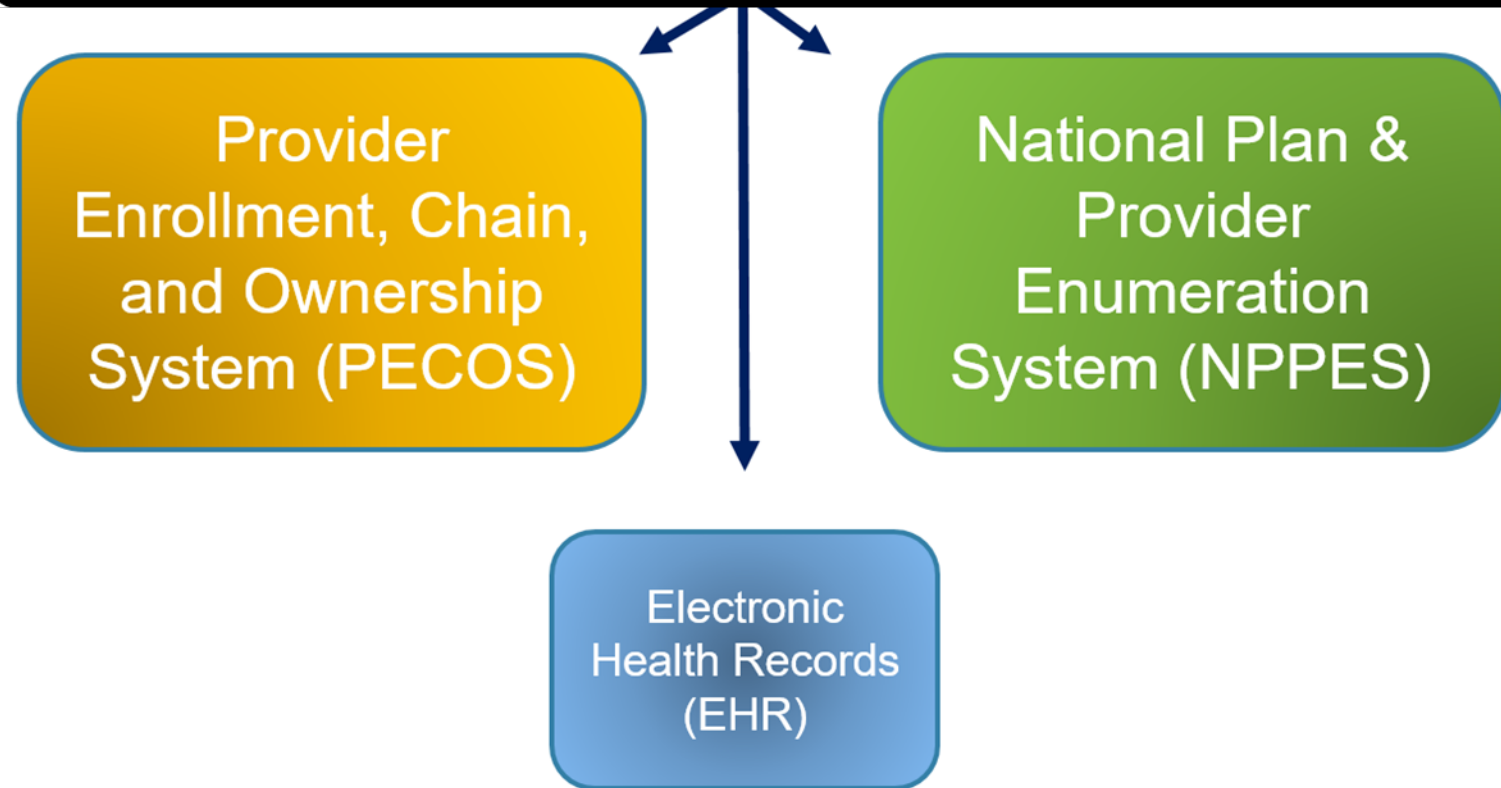 Provider
Enrollment, Chain,
and Ownership
System (PECOS)
National Plan &
Provider
Enumeration
System (NPPES)
Electronic
Health Records
(EHR)